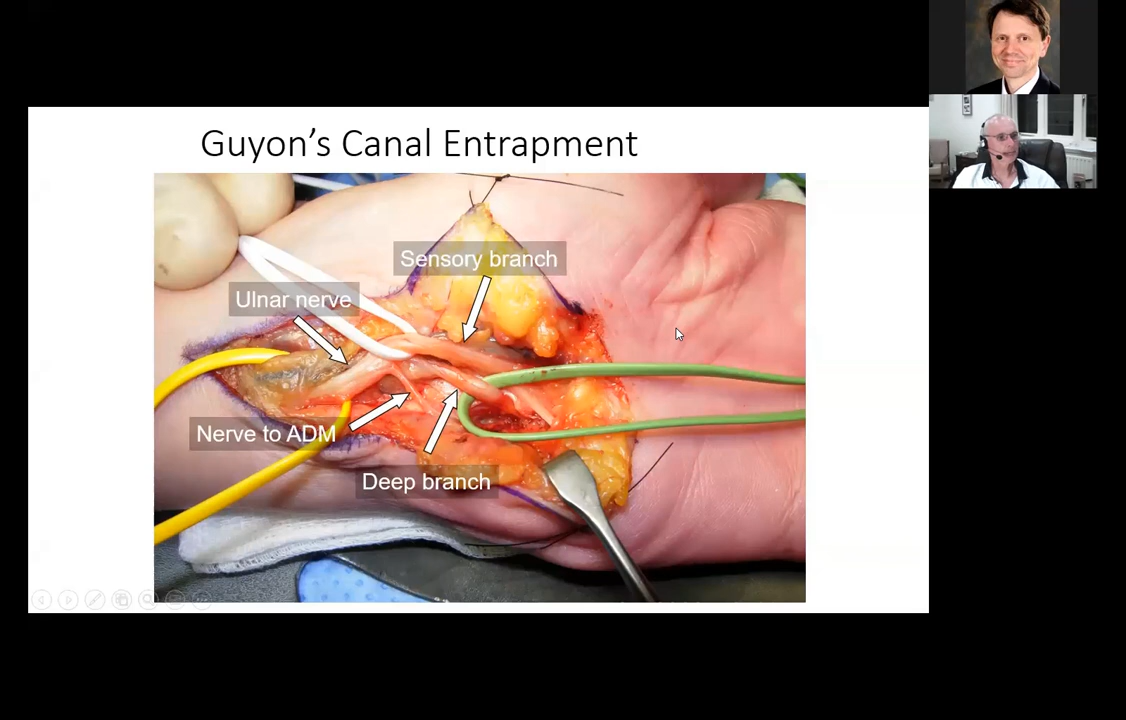 Guyon’s Canal Entrapment
Sensory branch
Ulnar nerve
Nerve to ADM
Deep branch